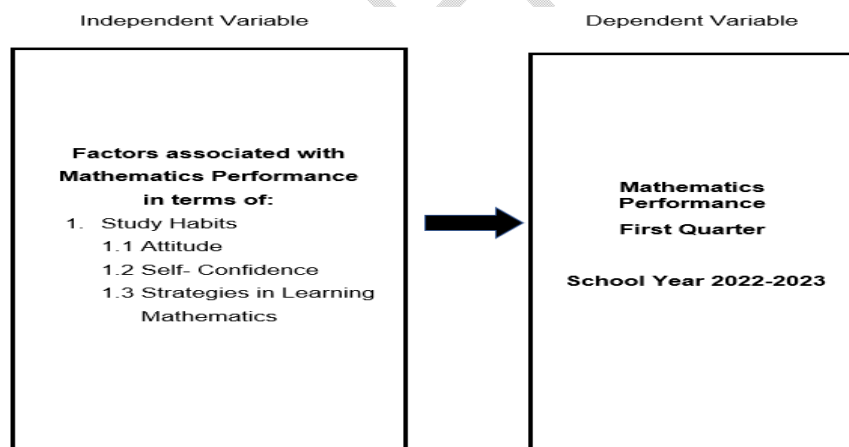 Independent Variable
Dependent Variable
Factors associated with
Mathematics Performance
in terms of:
1. Study Habits
1.1 Attitude
1.2 Self- Confidence
1.3 Strategies in Learning
Mathematics
Mathematics
Performance
First Quarter
School Year 2022-2023